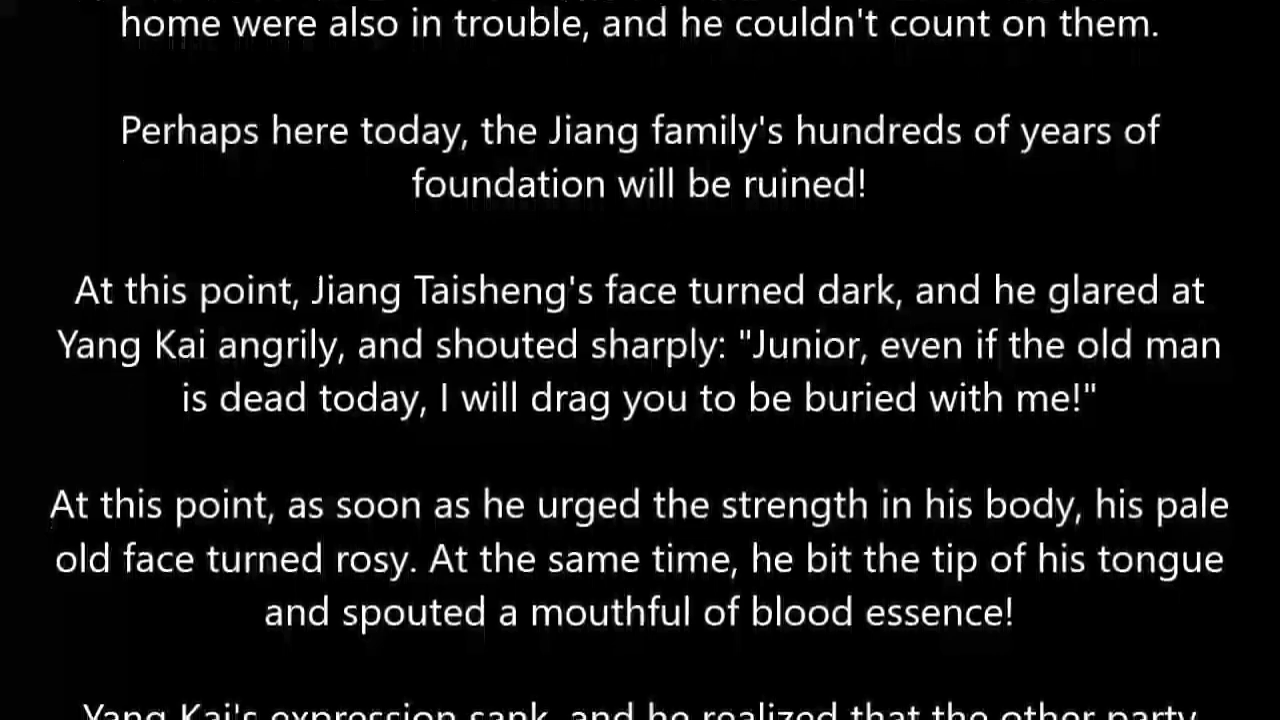 home were also in trouble, and he couldn't count on them.
Perhaps here today, the Jiang family's hundreds of years of
foundation will be ruined!
At this point, Jiang Taisheng's face turned dark, and he glared at
Yang Kai angrily, and shouted sharply: "Junior, even if the old man
is dead today, I will drag you to be buried with me!"
At this point, as soon as he urged the strength in his body, his pale
old face turned rosy. At the same time, he bit the tip of his tongue
and spouted a mouthful of blood essence!
Yang Kai's expression sank, and he realized that the other party